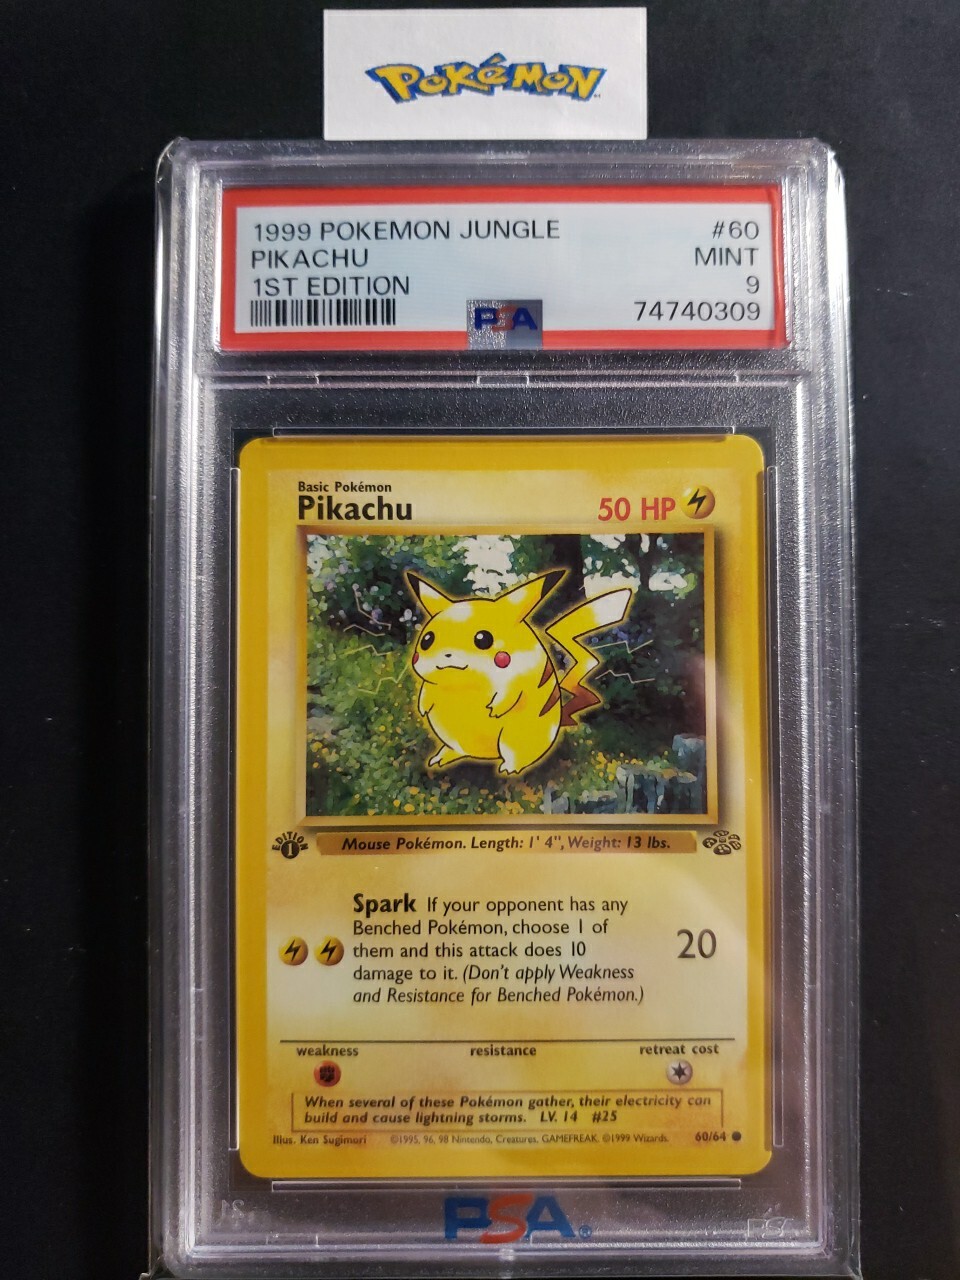 POKéMON
1999 POKEMON JUNGLE #60
PIKACHU MINT
1ST EDITION 9
74740309
PSA
Basic Pokémon
Pikachu 50 HP
EDITION
1
Mouse Pokémon. Length: 1' 4", Weight: 13 lbs.
Spark If your opponent has any
Benched Pokémon, choose 1 of
them and this attack does 10 20
damage to it. (Don't apply Weakness
and Resistance for Benched Pokémon.)
weakness resistance retreat cost
When several of these Pokémon gather, their electricity can
build and cause lightning storms. LV. 14 #25
Illus. Ken Sugimori ©1995, 96, 98 Nintendo, Creatures, GAMEFREAK. ©1999 Wizards. 60/64
PSA®